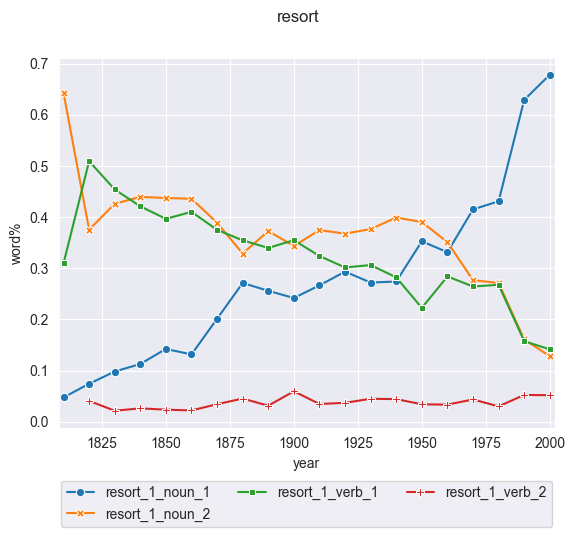 resort
0.7
0.6
0.5
0.4
0.3
0.2
0.1
0.0
word%
1825 1850 1875 1900 1925 1950 1975 2000
year
resort_1_noun_1 resort_1_verb_1 resort_1_verb_2
resort_1_noun_2